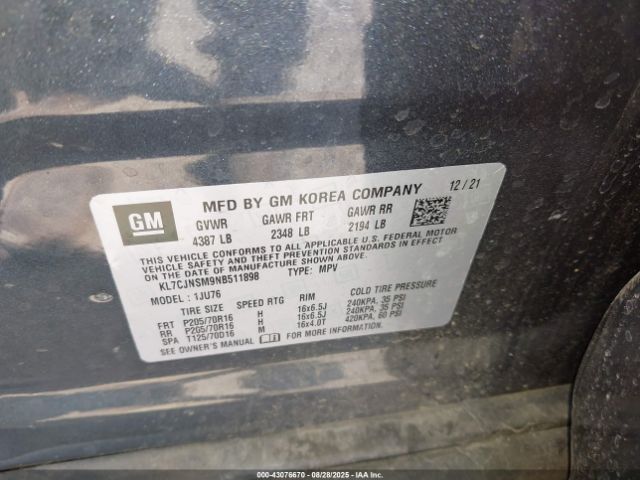 GM
MFD BY GM KOREA COMPANY 12/21
GVWR GAWR FRT GAWR RR
4387 LB 2348 LB 2194 LB
THIS VEHICLE CONFORMS TO ALL APPLICABLE U.S. FEDERAL MOTOR
VEHICLE SAFETY AND THEFT PREVENTION STANDARDS IN EFFECT
ON THE DATE OF MANUFACTURE SHOWN ABOVE.
KL7CJNSM9NB511898 TYPE: MPV
MODEL: 1JU76
TIRE SIZE SPEED RTG RIM COLD TIRE PRESSURE
FRT P205/70R16 H 16x6.5J 240KPA, 35 PSI
RR P205/70R16 H 16x6.5J 240KPA, 35 PSI
SPA T125/70D16 M 16x4.0T 420KPA, 60 PSI
SEE OWNER'S MANUAL FOR MORE INFORMATION.
000-43076670 - 08/28/2025 - IAAI.COM